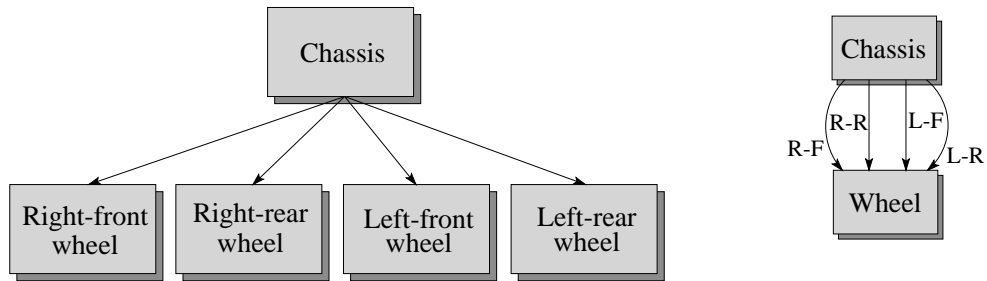 Chassis
Right-front
wheel
Right-rear
wheel
Left-front
wheel
Left-rear
wheel
Chassis
R-F
R-R
L-F
L-R
Wheel